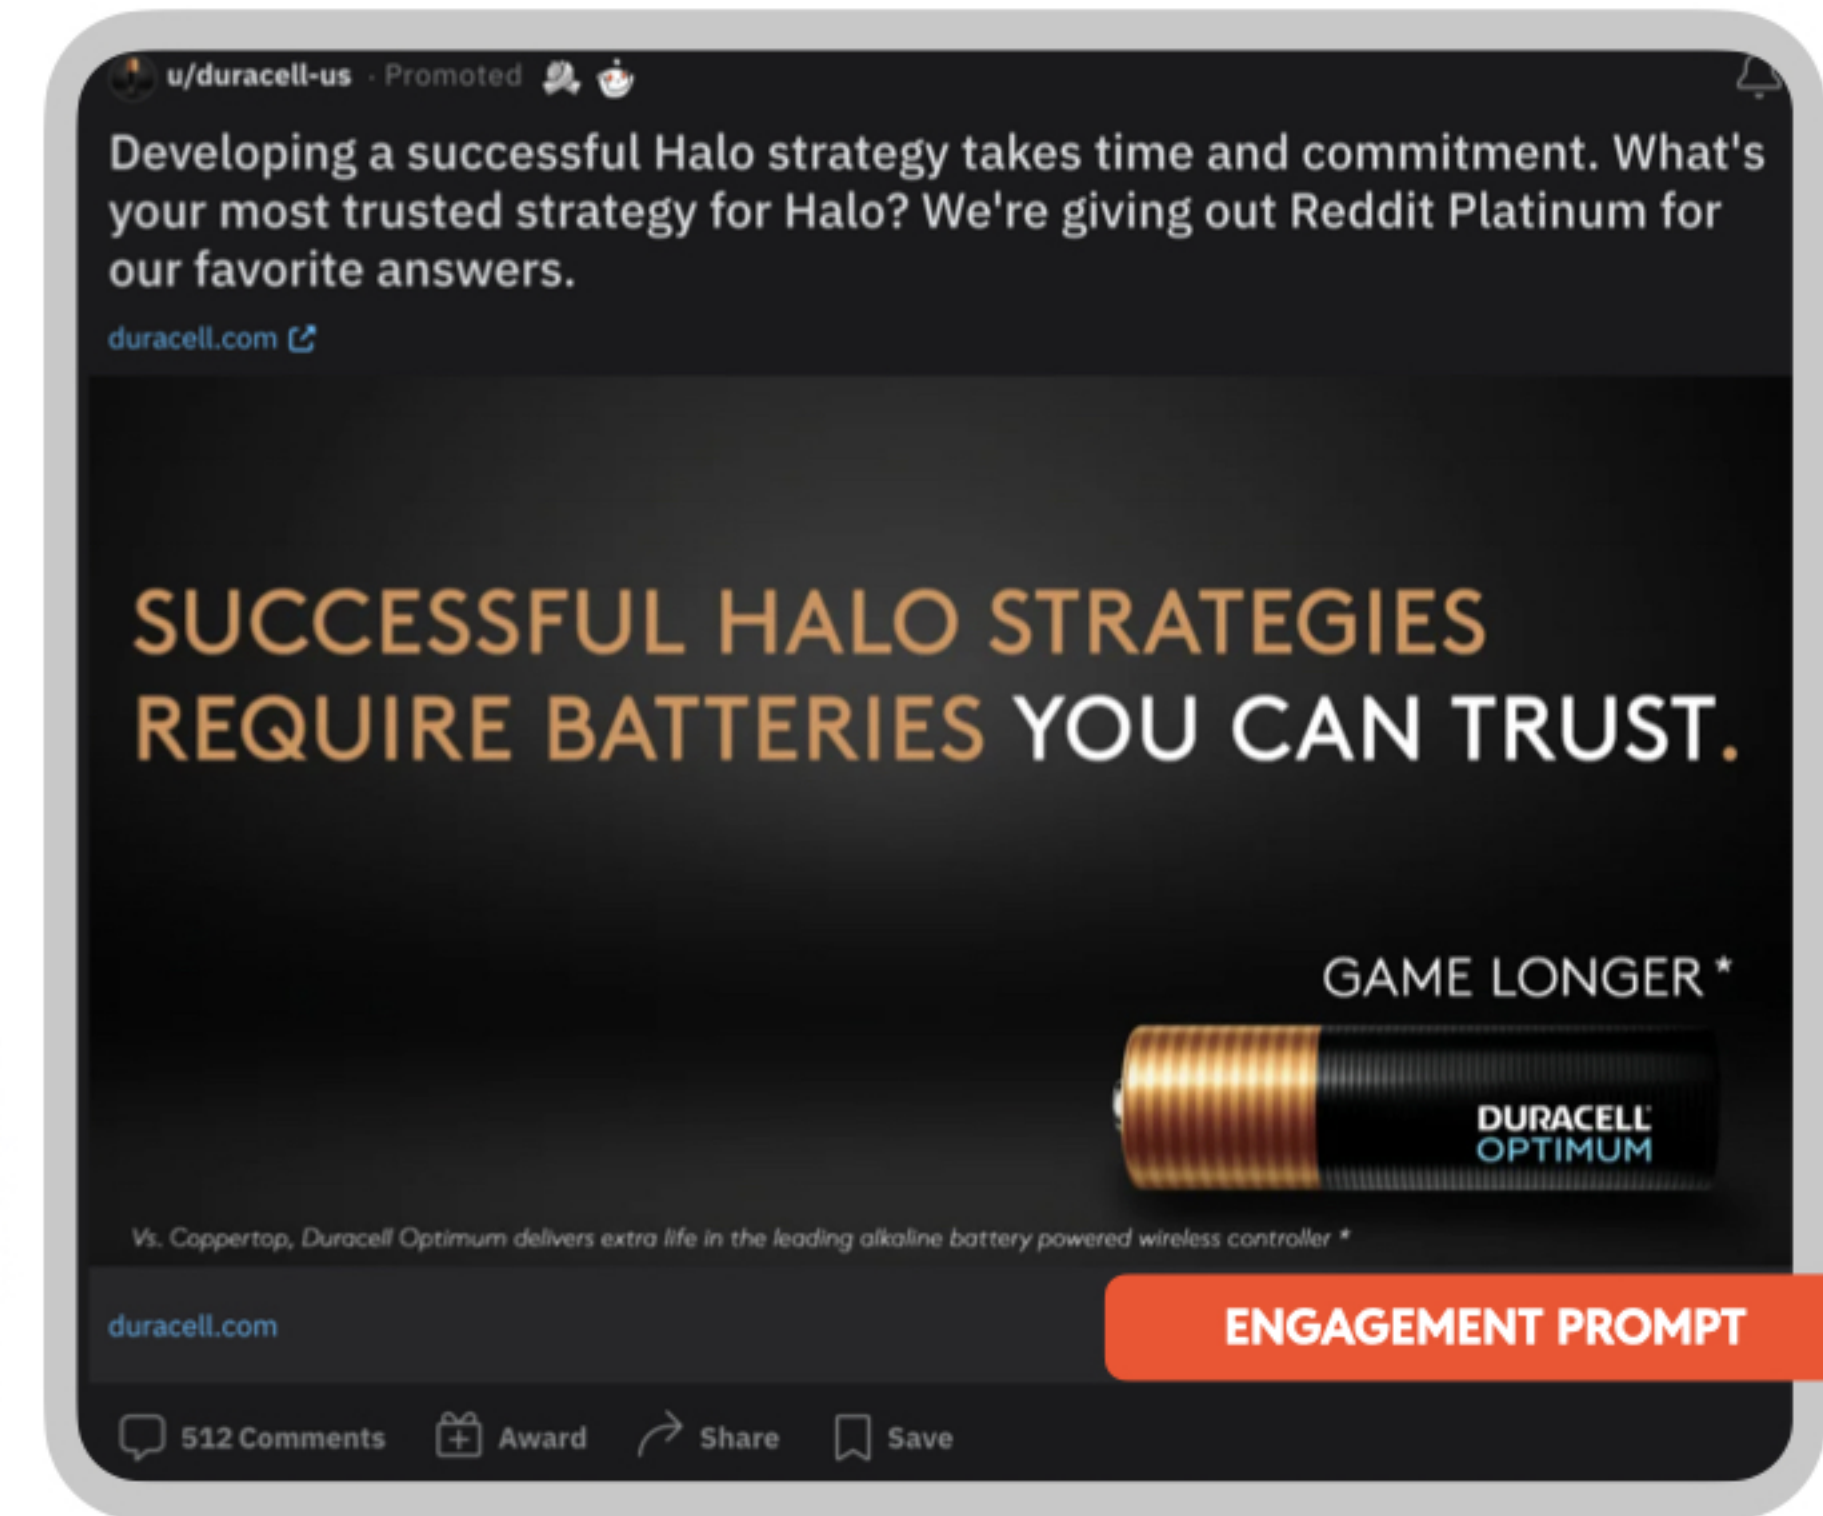 u/duracell-us · Promoted
Developing a successful Halo strategy takes time and commitment. What's
your most trusted strategy for Halo? We're giving out Reddit Platinum for
our favorite answers.
duracell.com
SUCCESSFUL HALO STRATEGIES
REQUIRE BATTERIES YOU CAN TRUST.
GAME LONGER*
DURACELL
OPTIMUM
Vs. Coppertop, Duracell Optimum delivers extra life in the leading alkaline battery powered wireless controller *
duracell.com
ENGAGEMENT PROMPT
512 Comments Award Share Save